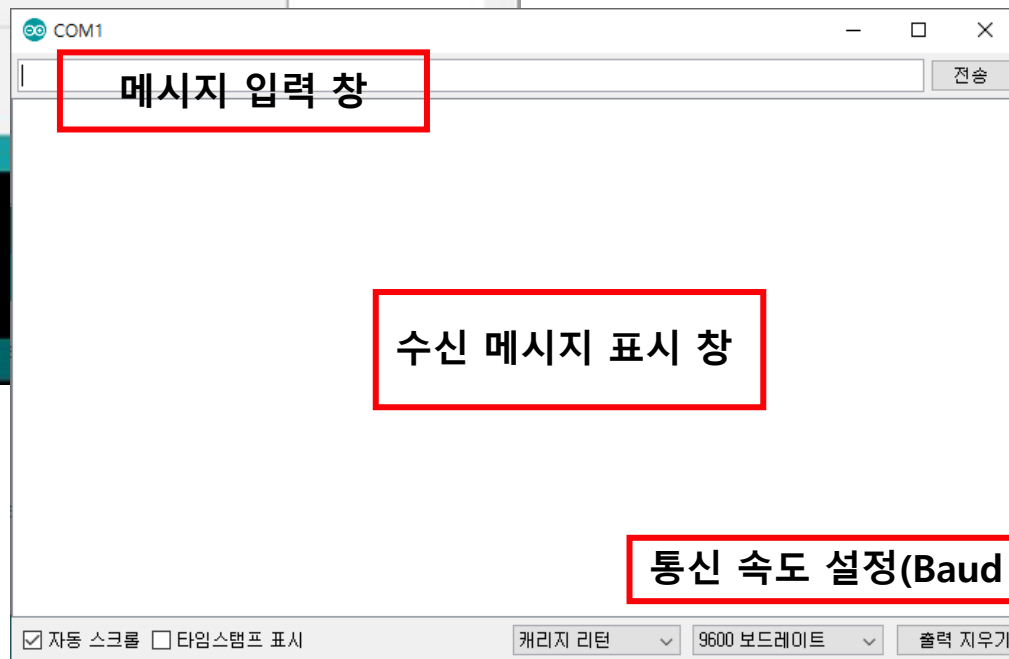 COM1
메시지 입력 창
전송
수신 메시지 표시 창
통신 속도 설정(Baud
자동 스크롤 타임스탬프 표시 캐리지 리턴 9600 보드레이트 출력 지우기